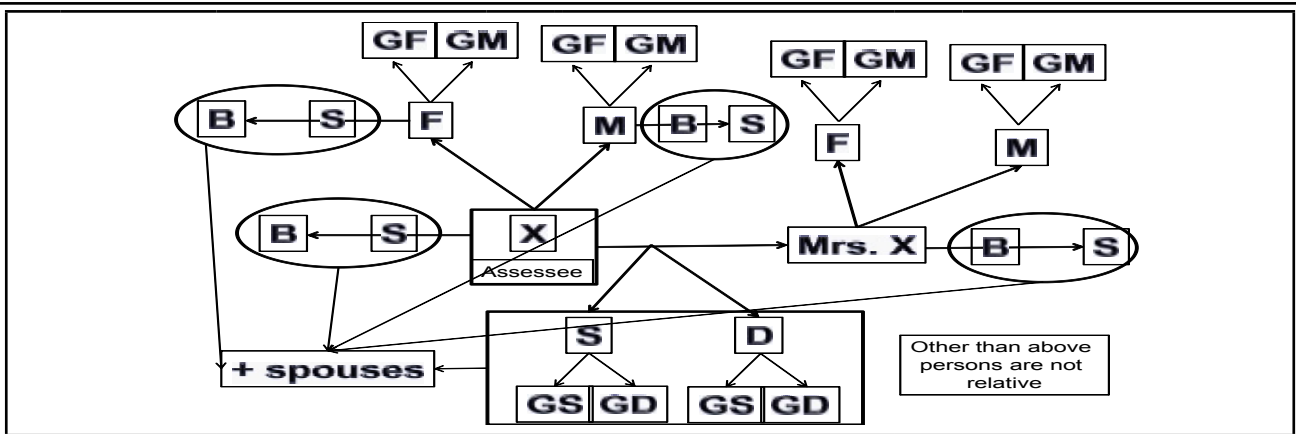 GF GM GF GM GF GM GF GM
B S F M B S F M
B S X Mrs. X B S
Assessee
S D
+ spouses
GS GD GS GD
Other than above
persons are not
relative